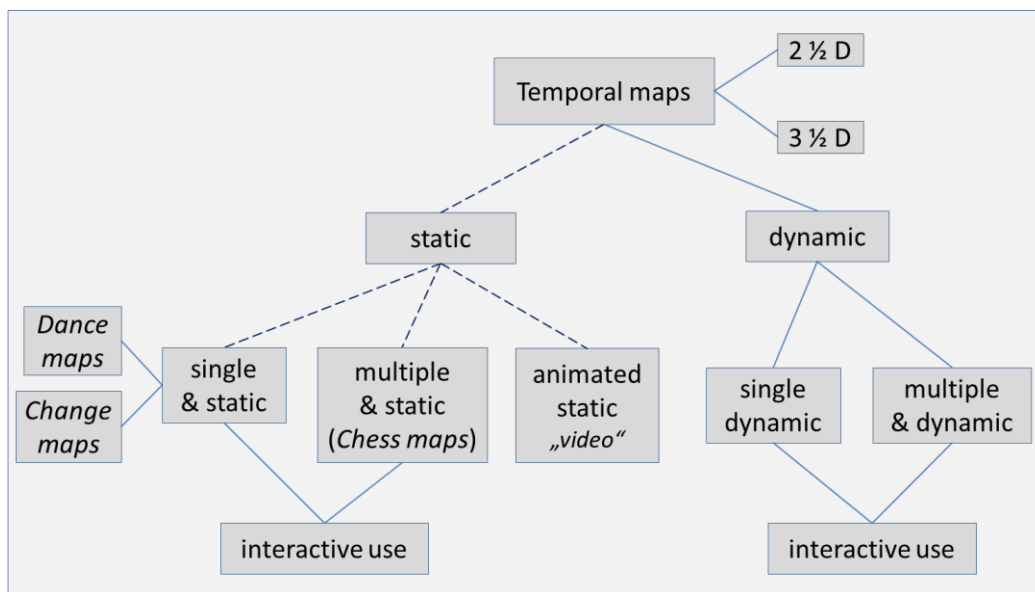 2 ½ D
Temporal maps
3 ½ D
static
dynamic
Dance
maps
Change
maps
single
& static
multiple
& static
(Chess maps)
animated
static
„video“
single
dynamic
multiple
& dynamic
interactive use
interactive use